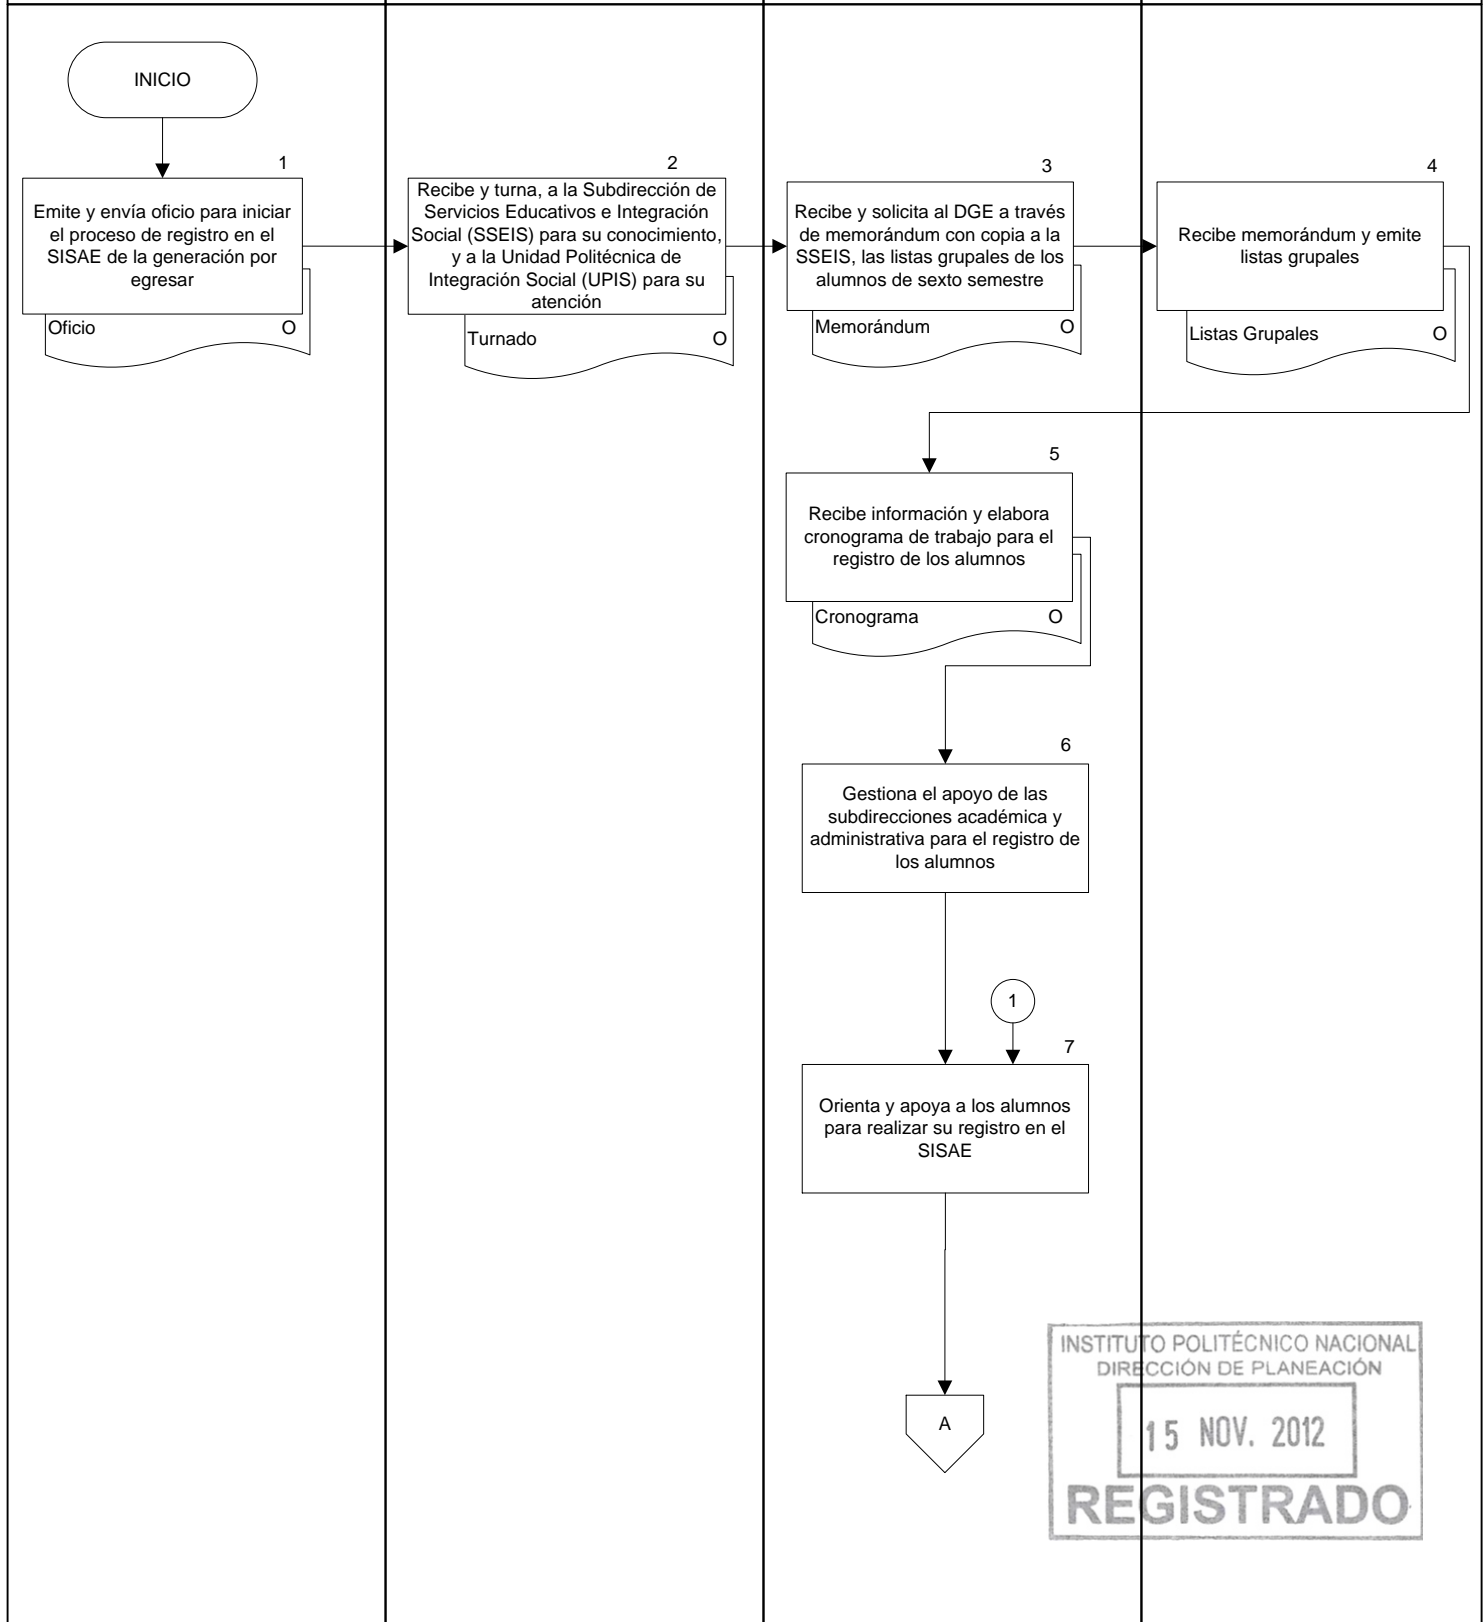 INICIO
1
Emite y envía oficio para iniciar
el proceso de registro en el
SISAE de la generación por
egresar
Oficio O
2
Recibe y turna, a la Subdirección de
Servicios Educativos e Integración
Social (SSEIS) para su conocimiento,
y a la Unidad Politécnica de
Integración Social (UPIS) para su
atención
Turnado O
3
Recibe y solicita al DGE a través
de memorándum con copia a la
SSEIS, las listas grupales de los
alumnos de sexto semestre
Memorándum O
4
Recibe memorándum y emite
listas grupales
Listas Grupales O
5
Recibe información y elabora
cronograma de trabajo para el
registro de los alumnos
Cronograma O
6
Gestiona el apoyo de las
subdirecciones académica y
administrativa para el registro de
los alumnos
1
7
Orienta y apoya a los alumnos
para realizar su registro en el
SISAE
A
INSTITUTO POLITÉCNICO NACIONAL
DIRECCIÓN DE PLANEACIÓN
15 NOV. 2012
REGISTRADO